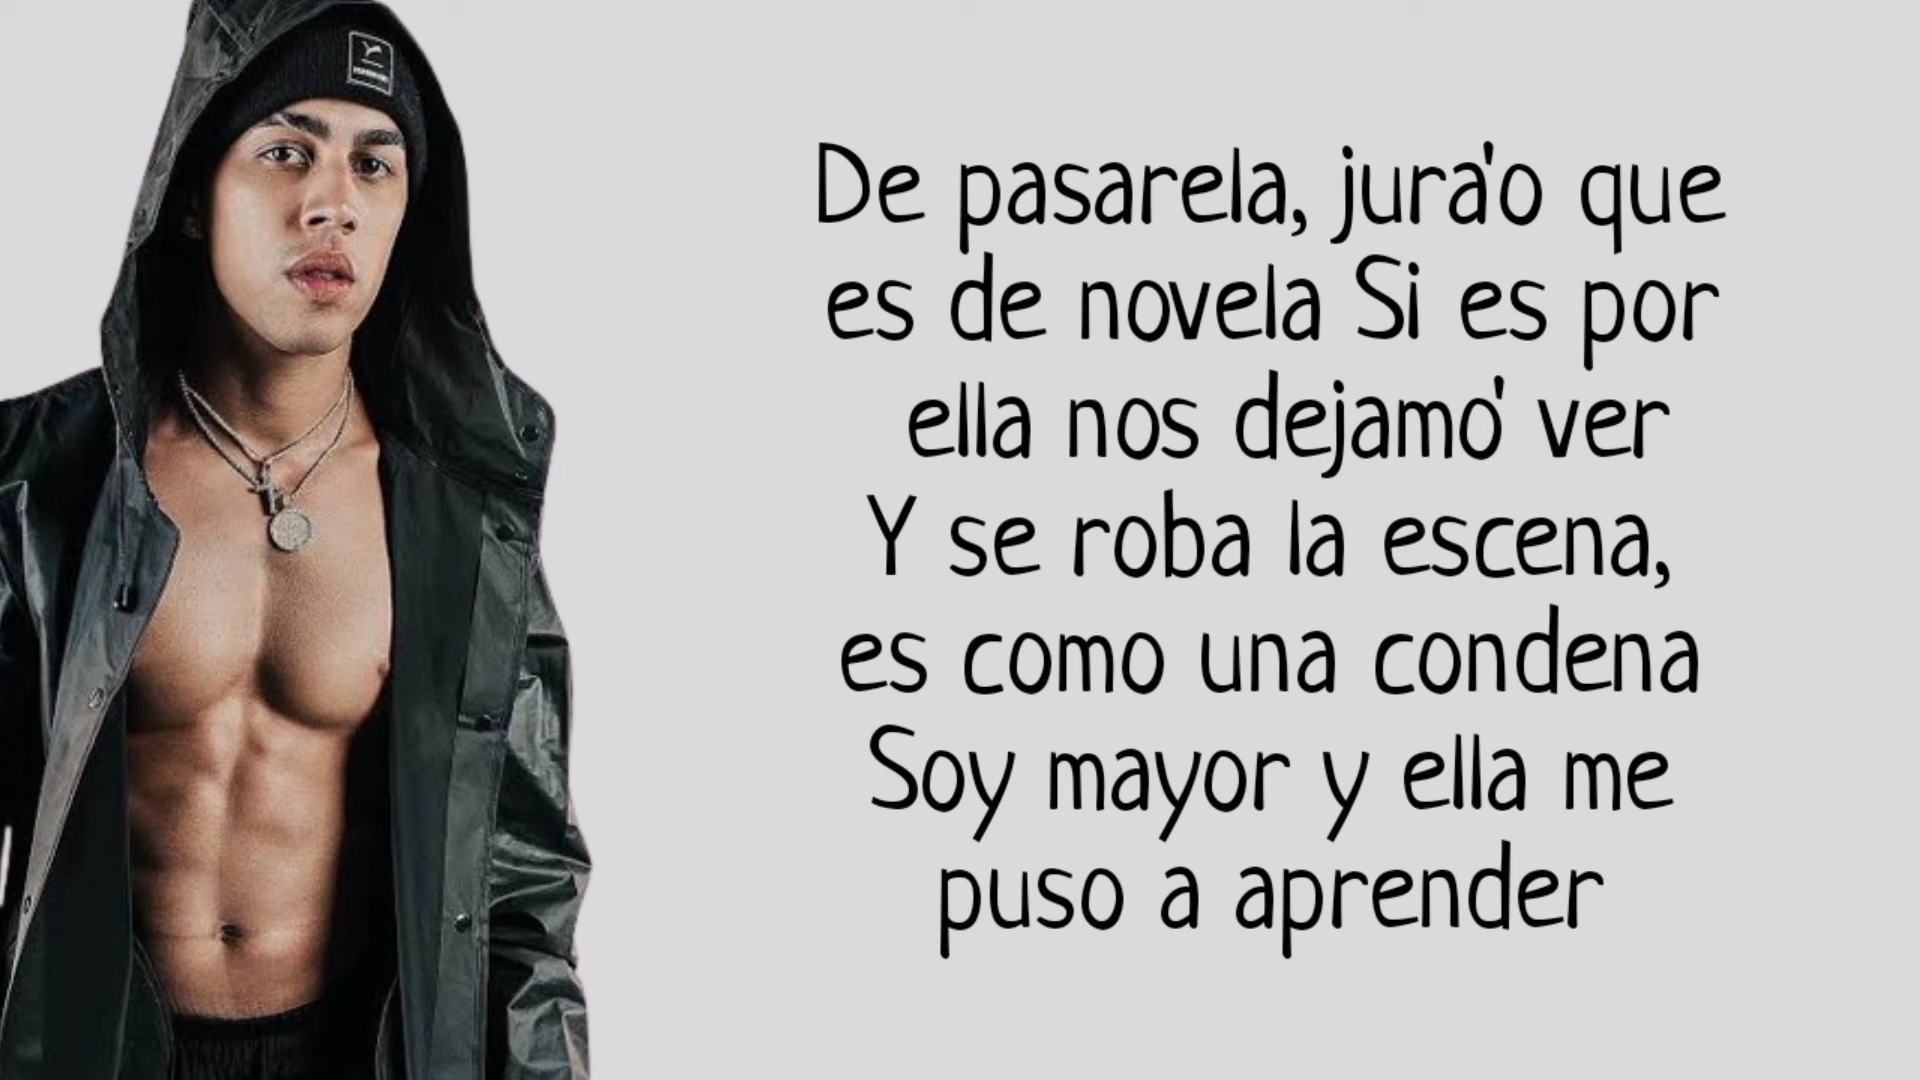 De pasarela, jura'o que
es de novela Si es por
ella nos dejamo' ver
Y se roba la escena,
es como una condena
Soy mayor y ella me
puso a aprender